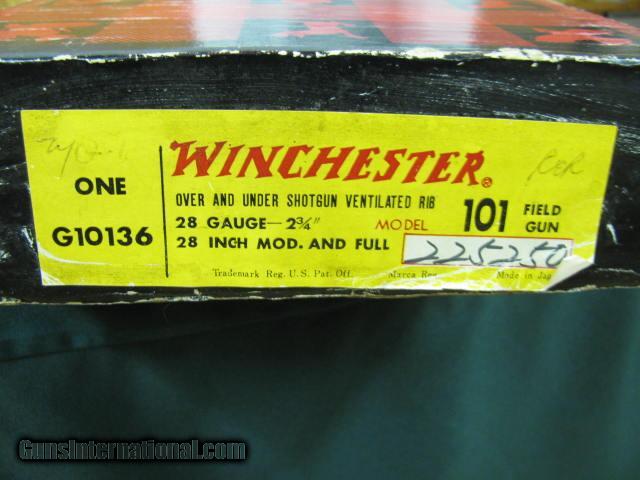 ONE
G10136
WINCHESTER®
OVER AND UNDER SHOTGUN VENTILATED RIB
28 GAUGE—2¾"
28 INCH MOD. AND FULL
MODEL 101 FIELD GUN
225250
Trademark Reg. U.S. Pat. Off. Marca Reg. Made in
GunsInternational.com